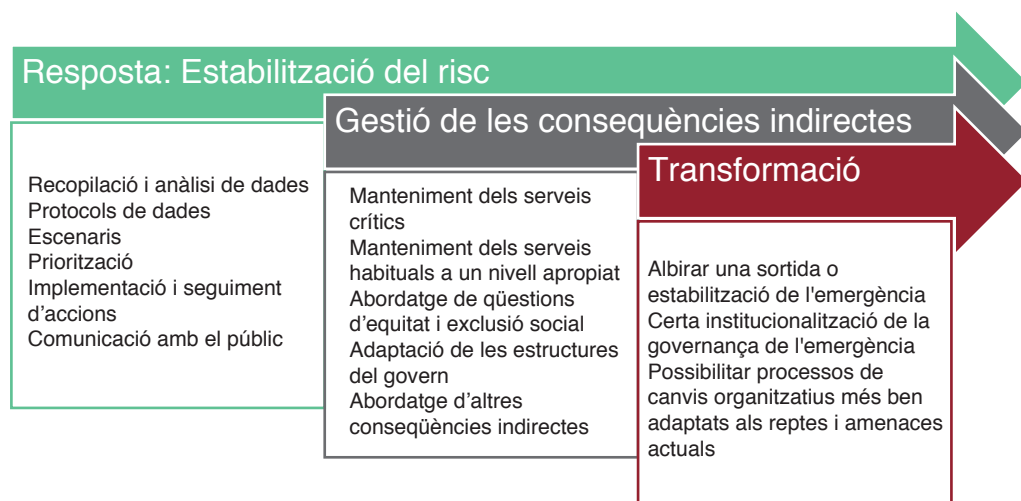 Resposta: Estabilització del risc
Recopilació i anàlisi de dades
Protocols de dades
Escenaris
Priorització
Implementació i seguiment
d’accions
Comunicació amb el públic
Gestió de les consequències indirectes
Manteniment dels serveis
crítics
Manteniment dels serveis
habituals a un nivell apropiat
Abordatge de qüestions
d’equitat i exclusió social
Adaptació de les estructures
del govern
Abordatge d’altres
conseqüències indirectes
Transformació
Albirar una sortida o
estabilització de l'emergència
Certa institucionalització de la
governança de l'emergència
Possibilitar processos de
canvis organitzatius més ben
adaptats als reptes i amenaces
actuals